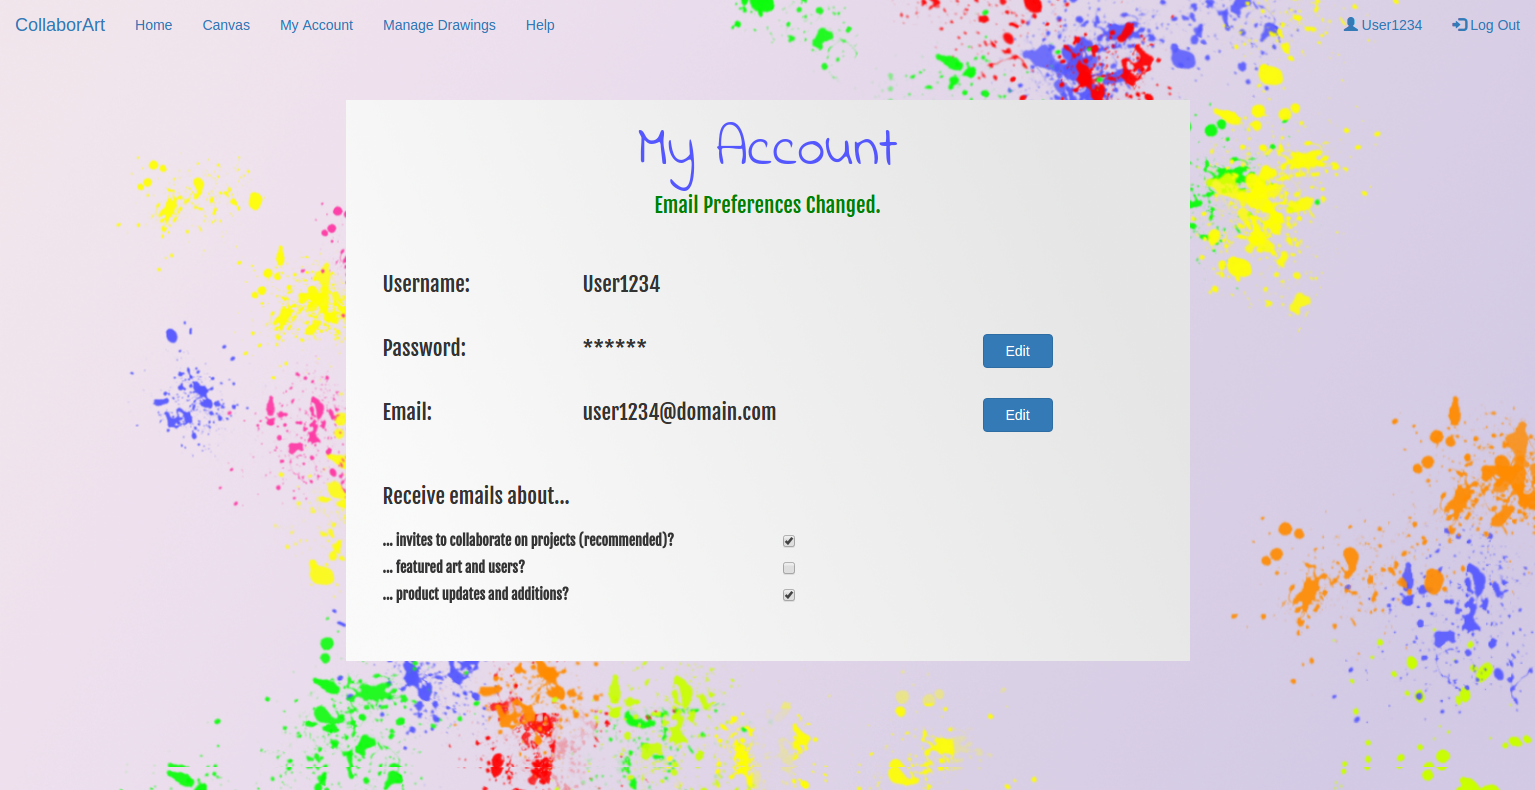 CollaborArt Home Canvas My Account Manage Drawings Help User1234 Log Out
My Account
Email Preferences Changed.
Username: User1234
Password: ****** Edit
Email: user1234@domain.com Edit
Receive emails about...
... invites to collaborate on projects (recommended)?
... featured art and users?
... product updates and additions?